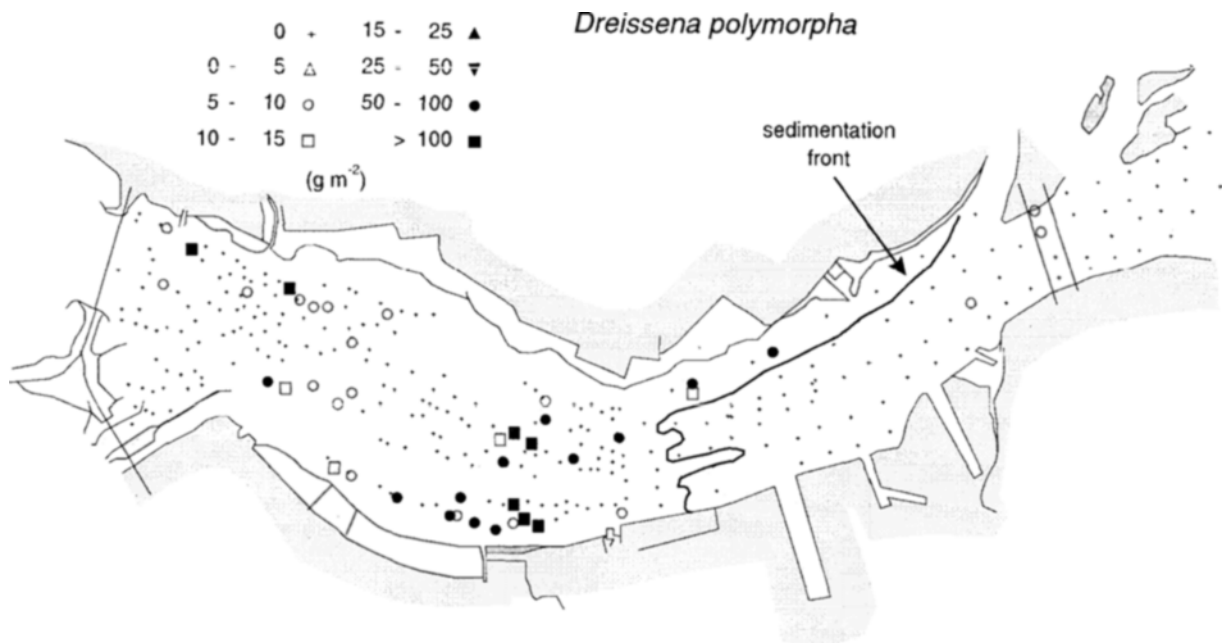 Dreissena polymorpha
0 + 15 - 25 ▲
0 - 5 △ 25 - 50 ▼
5 - 10 ○ 50 - 100 ●
10 - 15 □ > 100 ■
(g m⁻²)
sedimentation
front